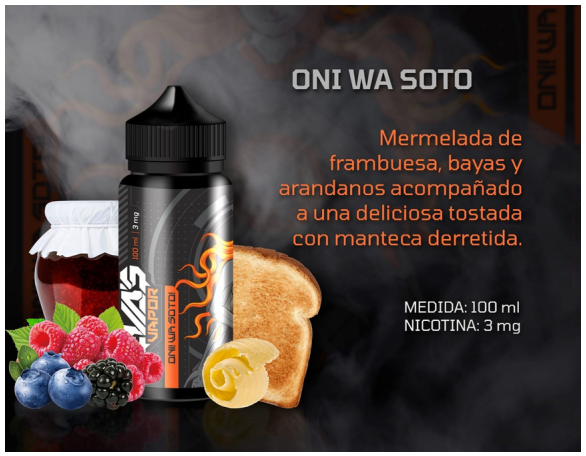 ONI WA SOTO
Mermelada de
frambuesa, bayas y
arandanos acompañado
a una deliciosa tostada
con manteca derretida.
MEDIDA: 100 ml
NICOTINA: 3 mg
100 ml | 3 mg
VAPOR
ONI WA SOTO!